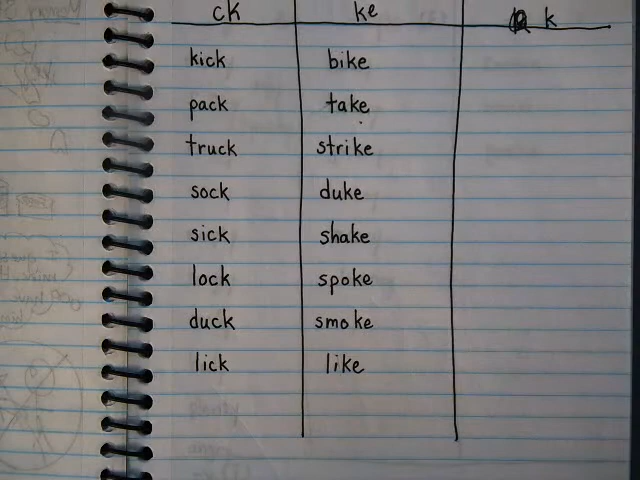 ck ke k
kick bike
pack take
truck strike
sock duke
sick shake
lock spoke
duck smoke
lick like